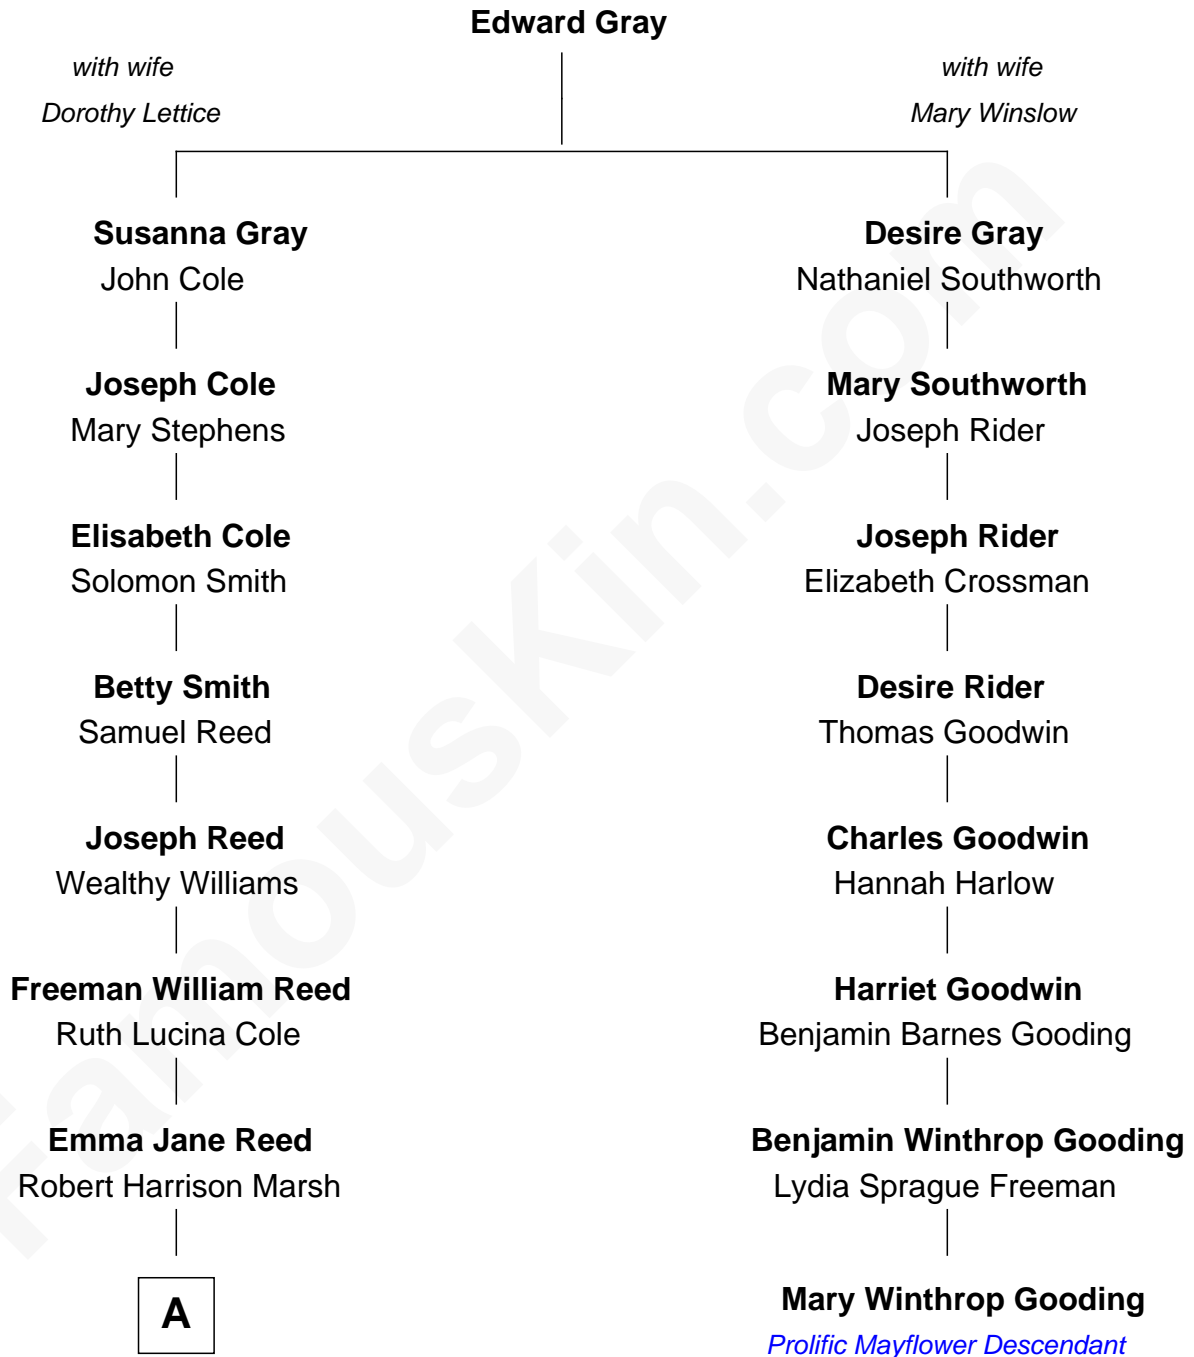 Edward Gray
with wife
Dorothy Lettice
with wife
Mary Winslow
Susanna Gray
John Cole
Desire Gray
Nathaniel Southworth
Joseph Cole
Mary Stephens
Mary Southworth
Joseph Rider
Elisabeth Cole
Solomon Smith
Joseph Rider
Elizabeth Crossman
Betty Smith
Samuel Reed
Desire Rider
Thomas Goodwin
Joseph Reed
Wealthy Williams
Charles Goodwin
Hannah Harlow
Freeman William Reed
Ruth Lucina Cole
Harriet Goodwin
Benjamin Barnes Gooding
Emma Jane Reed
Robert Harrison Marsh
Benjamin Winthrop Gooding
Lydia Sprague Freeman
A
Mary Winthrop Gooding
Prolific Mayflower Descendant
FamousKin.com